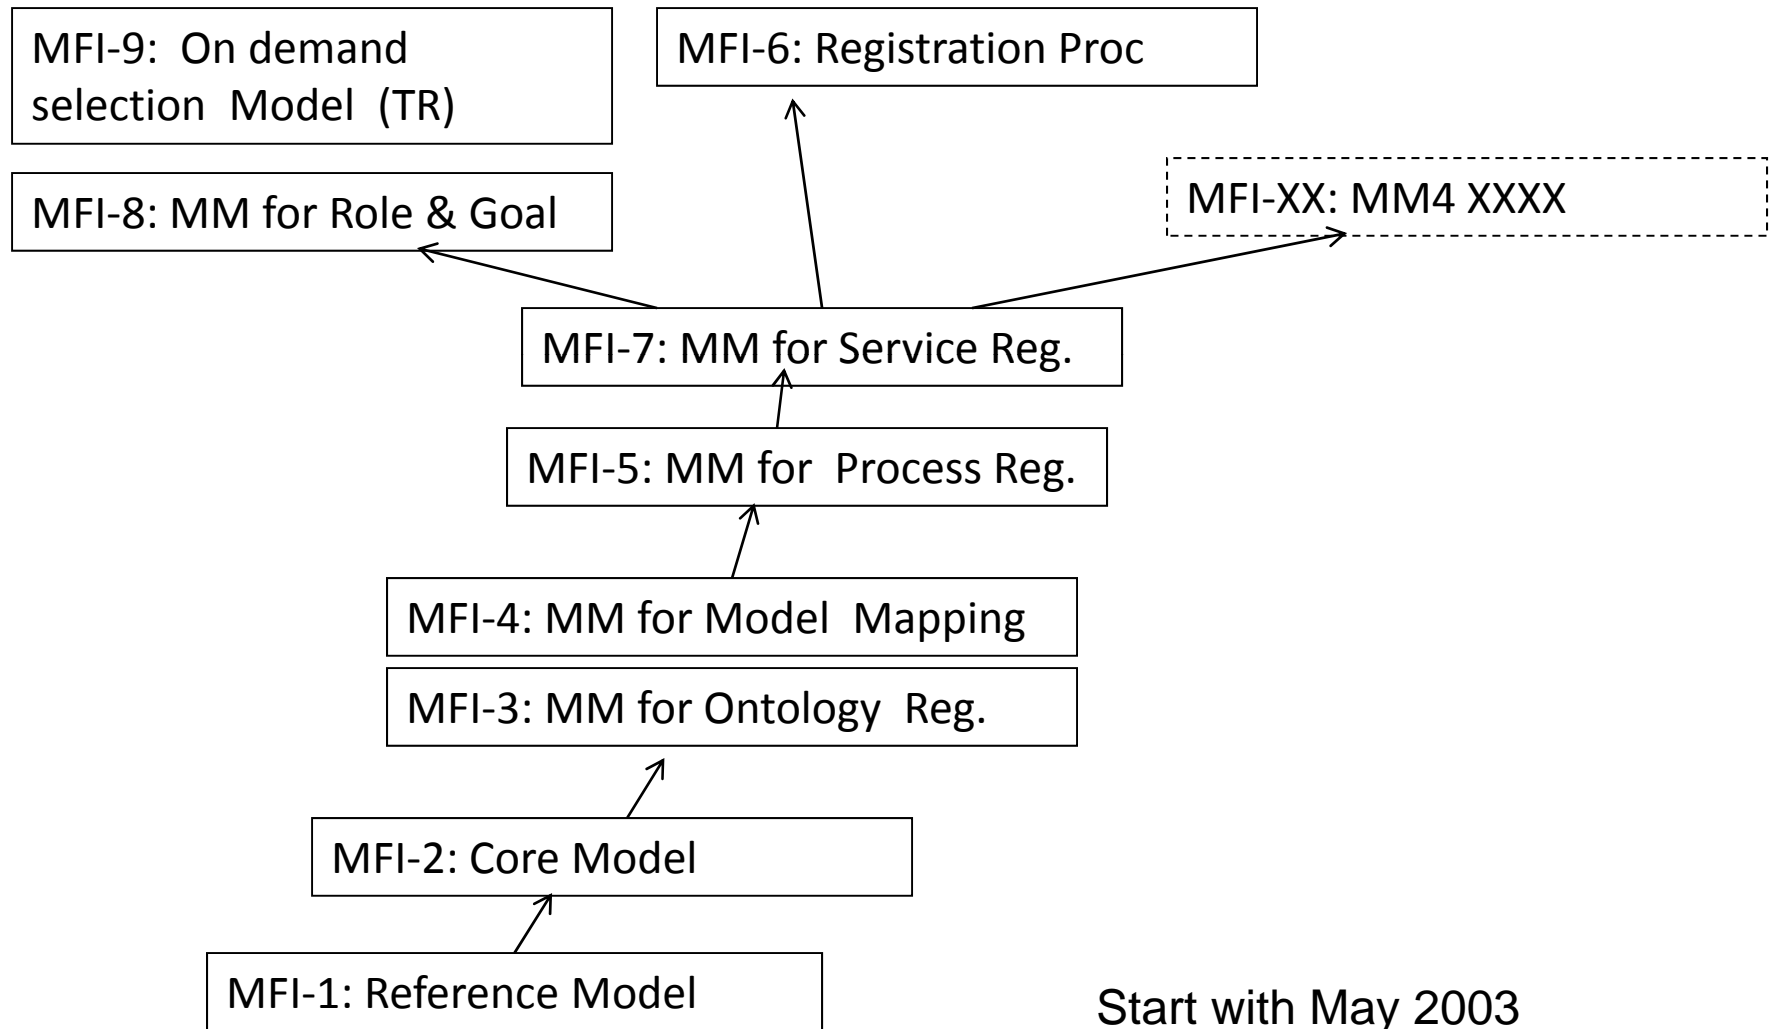 MFI-9: On demand
selection Model (TR)
MFI-6: Registration Proc
MFI-8: MM for Role & Goal
MFI-XX: MM4 XXXX
MFI-7: MM for Service Reg.
MFI-5: MM for Process Reg.
MFI-4: MM for Model Mapping
MFI-3: MM for Ontology Reg.
MFI-2: Core Model
MFI-1: Reference Model
Start with May 2003